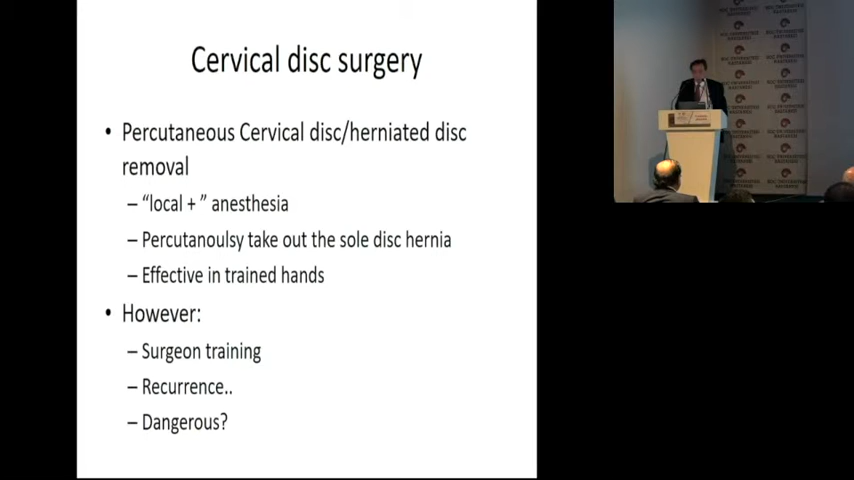 Cervical disc surgery
• Percutaneous Cervical disc/herniated disc
removal
– “local + ” anesthesia
– Percutanoulsy take out the sole disc hernia
– Effective in trained hands
• However:
– Surgeon training
– Recurrence..
– Dangerous?